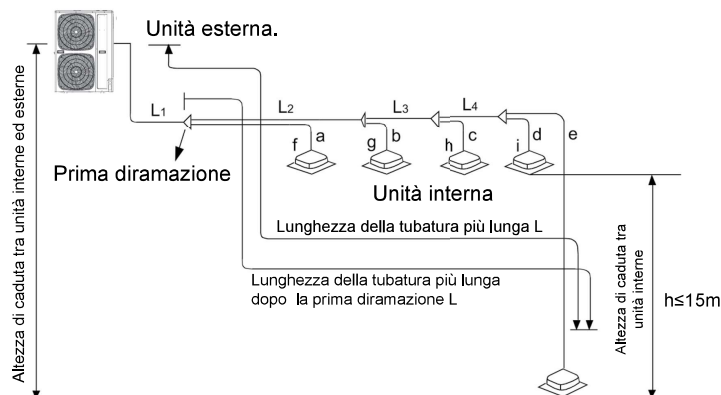 Unità esterna.
L1
L2
L3
L4
a
b
c
d
e
f
g
h
i
Prima diramazione
Unità interna
Lunghezza della tubatura più lunga L
Lunghezza della tubatura più lunga
dopo la prima diramazione L
Altezza di caduta tra unità interne ed esterne
Altezza di caduta tra
unità interne
h≤15m